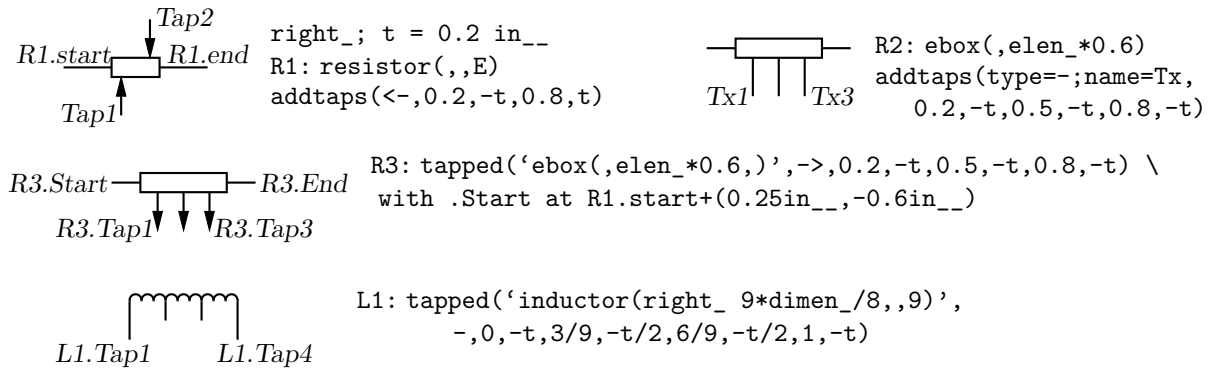 Tap2
R1.start R1.end
Tap1
right_; t = 0.2 in__
R1: resistor(,,E)
addtaps(<-,0.2,-t,0.8,t)
Tx1 Tx3
R2: ebox(,elen_*0.6)
addtaps(type=-;name=Tx,
0.2,-t,0.5,-t,0.8,-t)
R3.Start R3.End
R3.Tap1 R3.Tap3
R3: tapped(‘ebox(,elen_*0.6,)’,->,0.2,-t,0.5,-t,0.8,-t) \
with .Start at R1.start+(0.25in__,-0.6in__)
L1.Tap1 L1.Tap4
L1: tapped(‘inductor(right_ 9*dimen_/8,,9)’,
-,0,-t,3/9,-t/2,6/9,-t/2,1,-t)